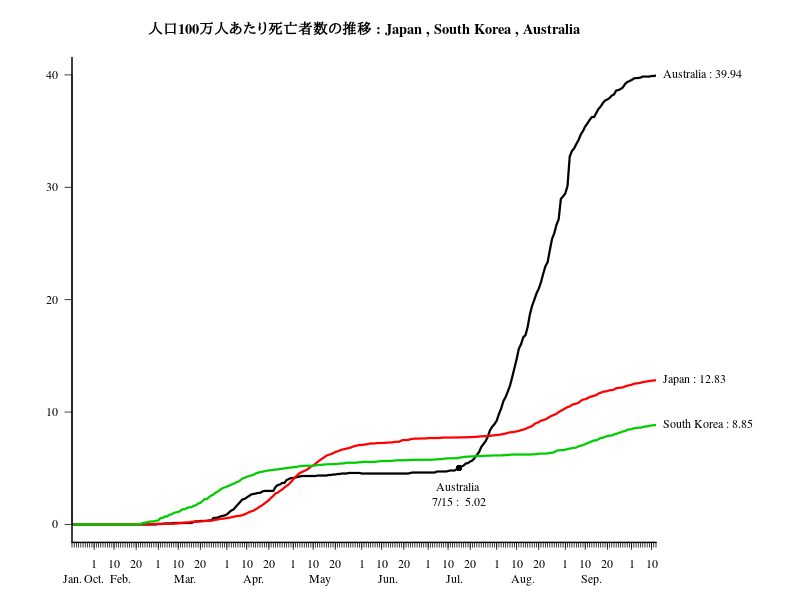 人口100万人あたり死亡者数の推移 : Japan , South Korea , Australia
40
30
20
10
0
Australia : 39.94
Japan : 12.83
South Korea : 8.85
Australia
7/15 : 5.02
1 10 20 1 10 20 1 10 20 1 10 20 1 10 20 1 10 20 1 10 20 1 10 20 1 10
Jan. Oct. Feb. Mar. Apr. May Jun. Jul. Aug. Sep.